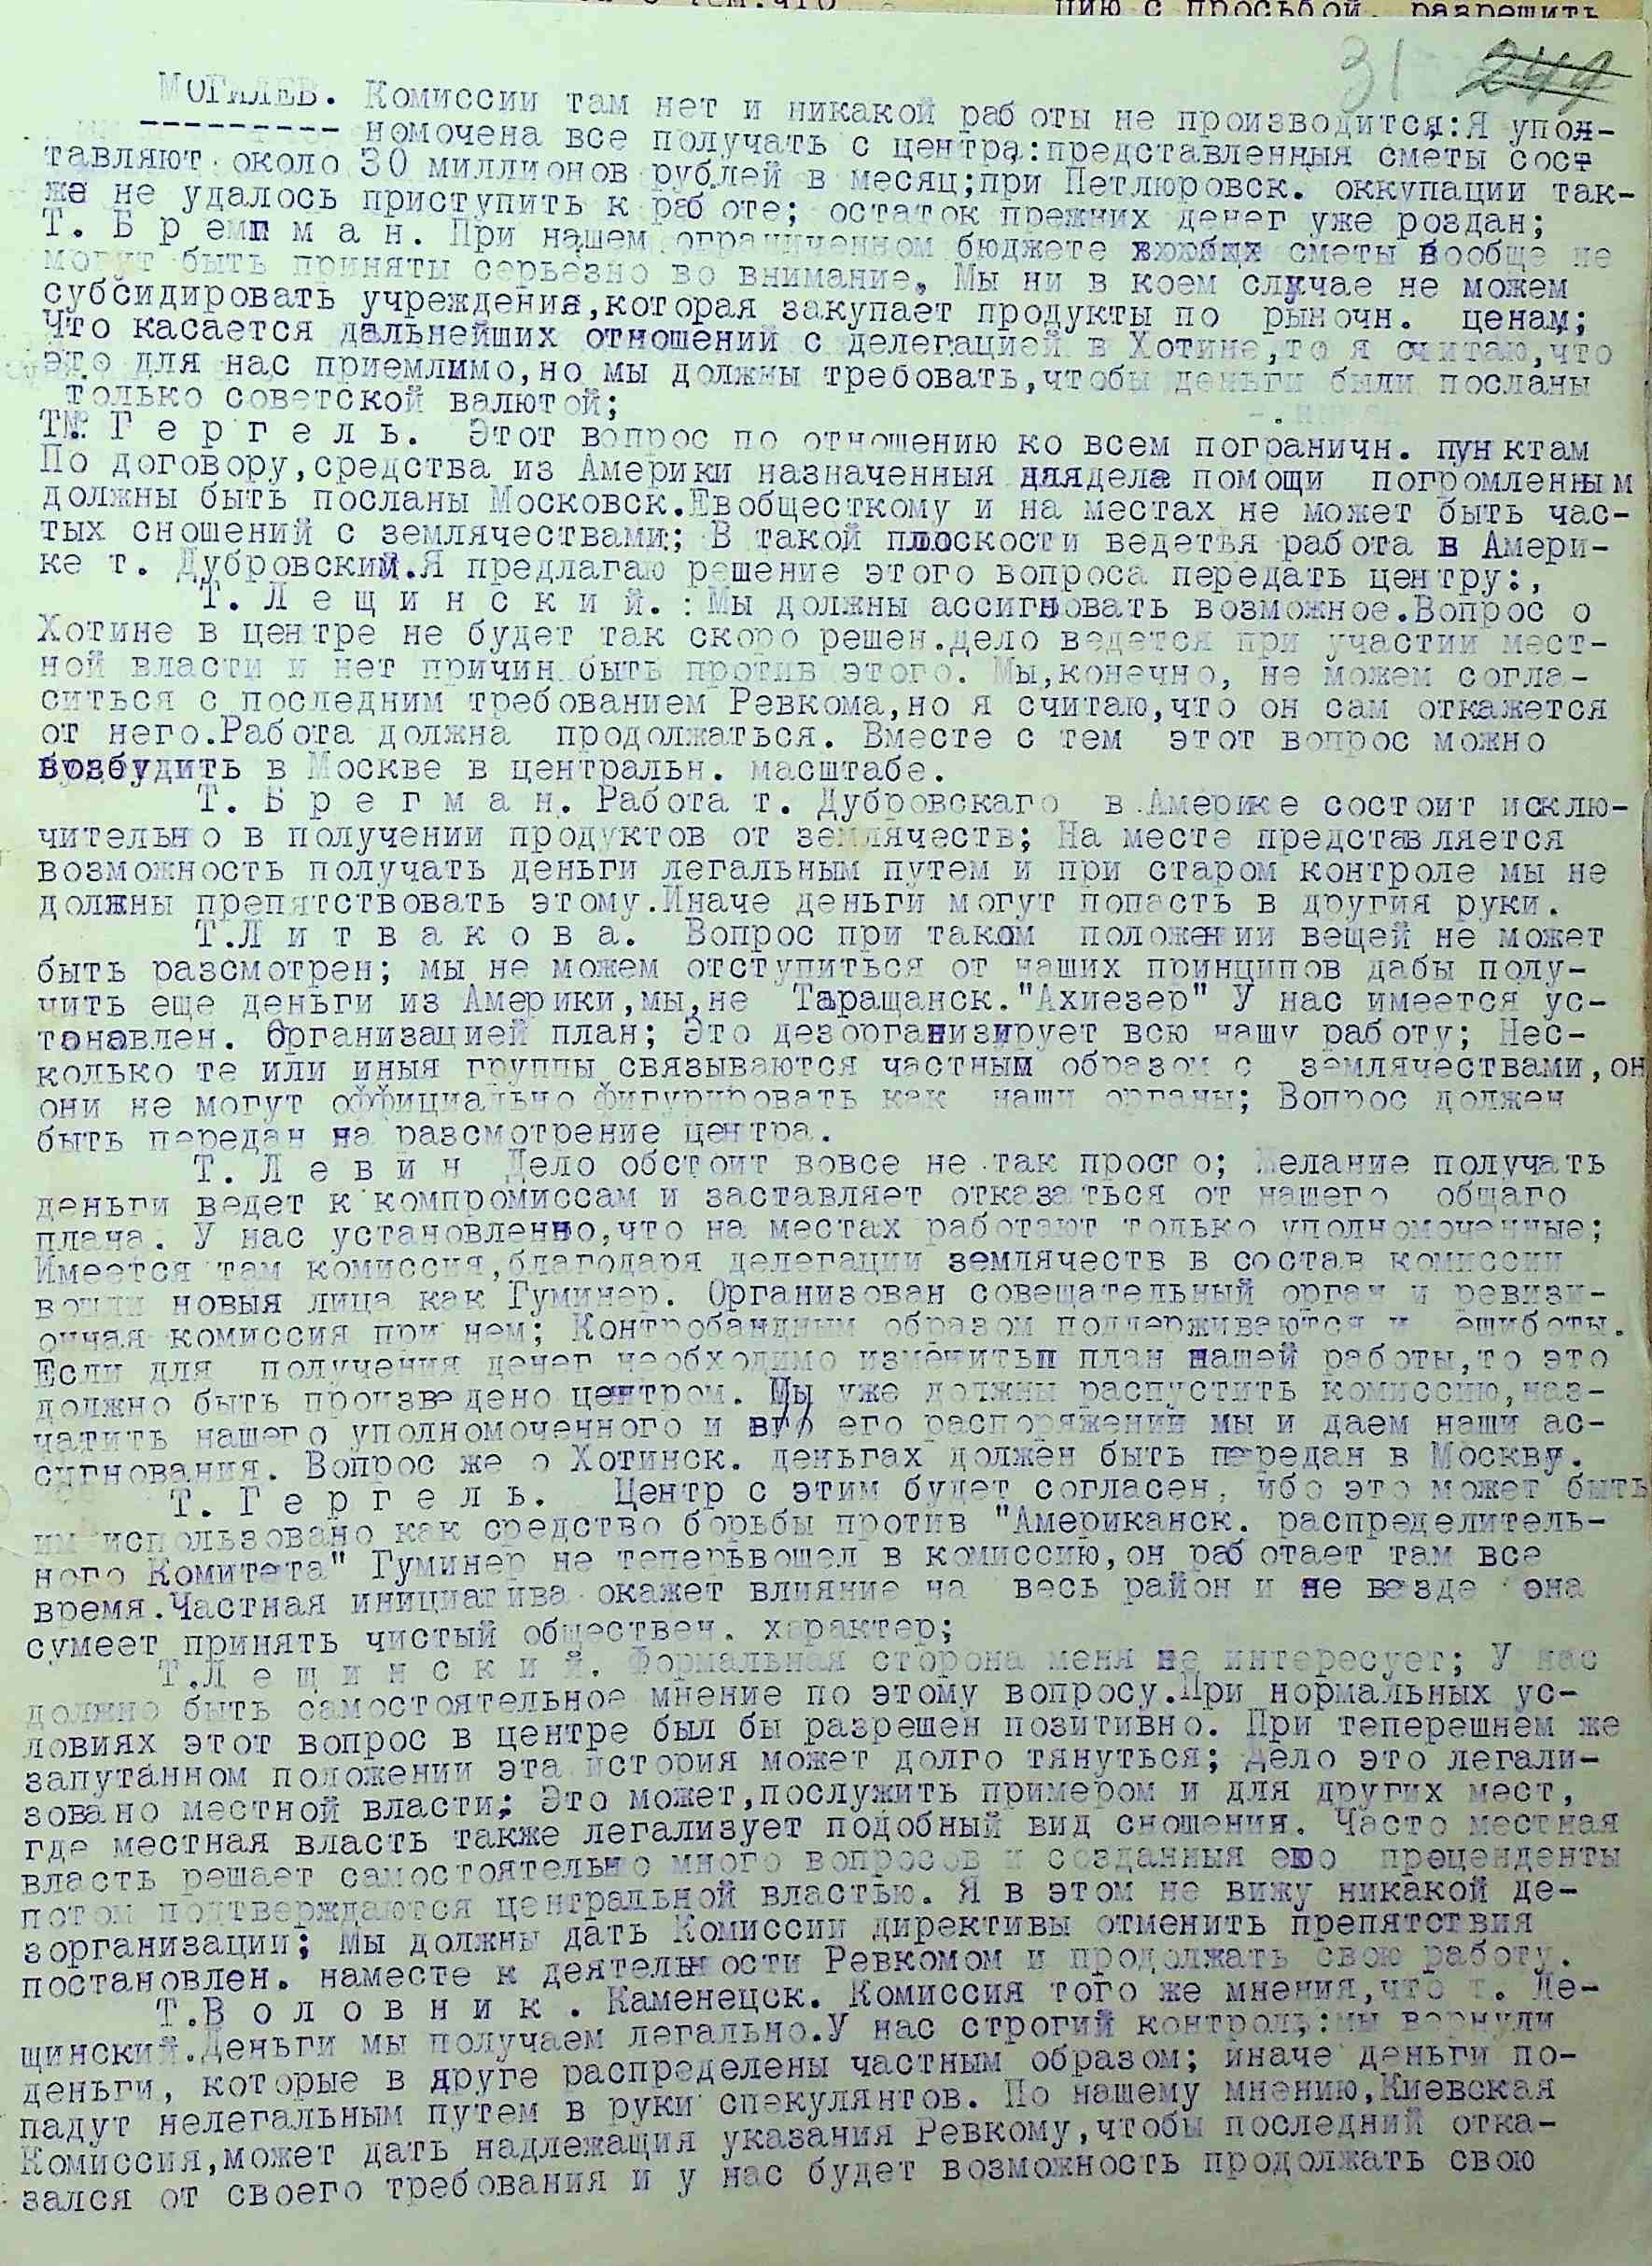 цию с просьбой, разрешить
31 249
МОГИЛЕВ. Комиссии там нет и никакой работы не производится:Я упол-
номочена все получать с центра:представленныя сметы сост
тавляют около 30 миллионов рублей в месяц;при Петлюровск. оккупации так-
же не удалось приступить к работе; остаток прежних денег уже роздан;
Т. Б р е г м а н. При нашем ограниченном бюджете сметы вообще не
могут быть приняты серьезно во внимание, Мы ни в коем случае не можем
субсидировать учреждения,которая закупает продукты по рыночн. ценам;
Что касается дальнейших отношений с делегацией в Хотине,то я считаю,что
это для нас приемлимо,но мы должны требовать,чтобы деньги были посланы
только советской валютой;
Т. Г е р г е л ь. Этот вопрос по отношению ко всем пограничн. пунктам
По договору,средства из Америки назначенныя для дела помощи погромленным
должны быть посланы Московск.Евобщесткому и на местах не может быть час-
тых сношений с землячествами; В такой плоскости ведетья работа в Амери-
ке т. Дубровский.Я предлагаю решение этого вопроса передать центру:,
Т. Л е щ и н с к и й. :Мы должны ассигновать возможное.Вопрос о
Хотине в центре не будет так скоро решен.дело ведется при участии мест-
ной власти и нет причин быть против этого. Мы,конечно, не можем согла-
ситься с последним требованием Ревкома,но я считаю,что он сам откажется
от него.Работа должна продолжаться. Вместе с тем этот вопрос можно
возбудить в Москве в центральн. масштабе.
Т. Б р е г м а н. Работа т. Дубровскаго в Америке состоит исклю-
чительно в получении продуктов от землячеств; На месте представляется
возможность получать деньги легальным путем и при старом контроле мы не
должны препятствовать этому.Иначе деньги могут попасть в другия руки.
Т.Л и т в а к о в а. Вопрос при таком положении вещей не может
быть разсмотрен; мы не можем отступиться от наших принципов дабы полу-
чить еще деньги из Америки,мы,не Таращанск."Ахиезер" У нас имеется ус-
тановлен. Организацией план; Это дезорганизирует всю нашу работу; Нес-
колько те или иныя группы связываются частным образом с землячествами,он
они не могут оффициально фигурировать как наши органы; Вопрос должен
быть передан на разсмотрение центра.
Т. Л е в и н Дело обстоит вовсе не так просто; Желание получать
деньги ведет к компромиссам и заставляет отказаться от нашего общаго
плана. У нас установленно,что на местах работают только уполномоченные;
Имеется там комиссия,благодаря делегации землячеств в состав комиссии
вошли новыя лица как Гуминер. Организован совещательный орган и ревизи-
онная комиссия при нем; Контробандным образом поддерживаются и ешиботы.
Если для получения денег необходимо изменитьп план нашей работы,то это
должно быть произведено центром. Мы уже должны распустить комиссию,наз-
чатить нашего уполномоченного и в его распоряжении мы и даем наши ас-
сугнования. Вопрос же о Хотинск. деньгах должен быть передан в Москву.
Т. Г е р г е л ь. Центр с этим будет согласен, ибо это может быть
им использовано как средство борьбы против "Американск. распределитель-
ного Комитета" Гуминер не теперьвошел в комиссию,он работает там все
время.Частная инициатива окажет влияние на весь район и не везде она
сумеет принять чистый обществен. характер;
Т.Л е щ и н с к и й. Формальная сторона меня не интересует; У нас
должно быть самостоятельное мнение по этому вопросу.При нормальных ус-
ловиях этот вопрос в центре был бы разрешен позитивно. При теперешнем же
запутанном положении эта история может долго тянуться; Дело это легали-
зовано местной власти; Это может,послужить примером и для других мест,
где местная власть также легализует подобный вид сношения. Часто местная
власть решает самостоятельно много вопросов и созданныя ею прецеденты
потом подтверждаются центральной властью. Я в этом не вижу никакой де-
зорганизации; Мы должны дать Комиссии директивы отменить препятствия
постановлен. наместе к деятельности Ревкомом и продолжать свою работу.
Т.В о л о в н и к . Каменецск. Комиссия того же мнения,что т. Ле-
щинский.Деньги мы получаем легально.У нас строгий контроль:мы вернули
деньги, которые в друге распределены частным образом; иначе деньги по-
падут нелегальным путем в руки спекулянтов. По нашему мнению,Киевская
Комиссия,может дать надлежащия указания Ревкому,чтобы последний отка-
зался от своего требования и у нас будет возможность продолжать свою